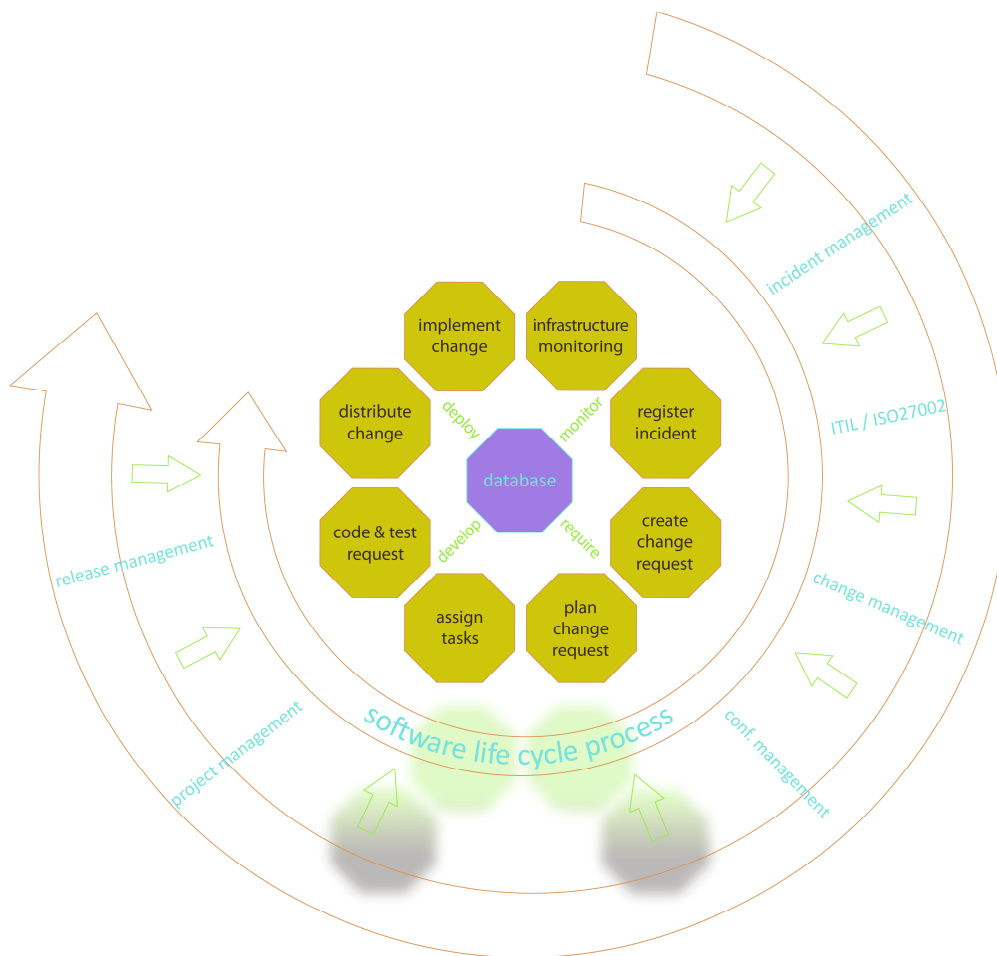 incident management
implement
change
infrastructure
monitoring
distribute
change
deploy
monitor
register
incident
ITIL / ISO27002
database
code & test
request
develop
require
create
change
request
release management
change management
assign
tasks
plan
change
request
software life cycle process
project management
conf. management